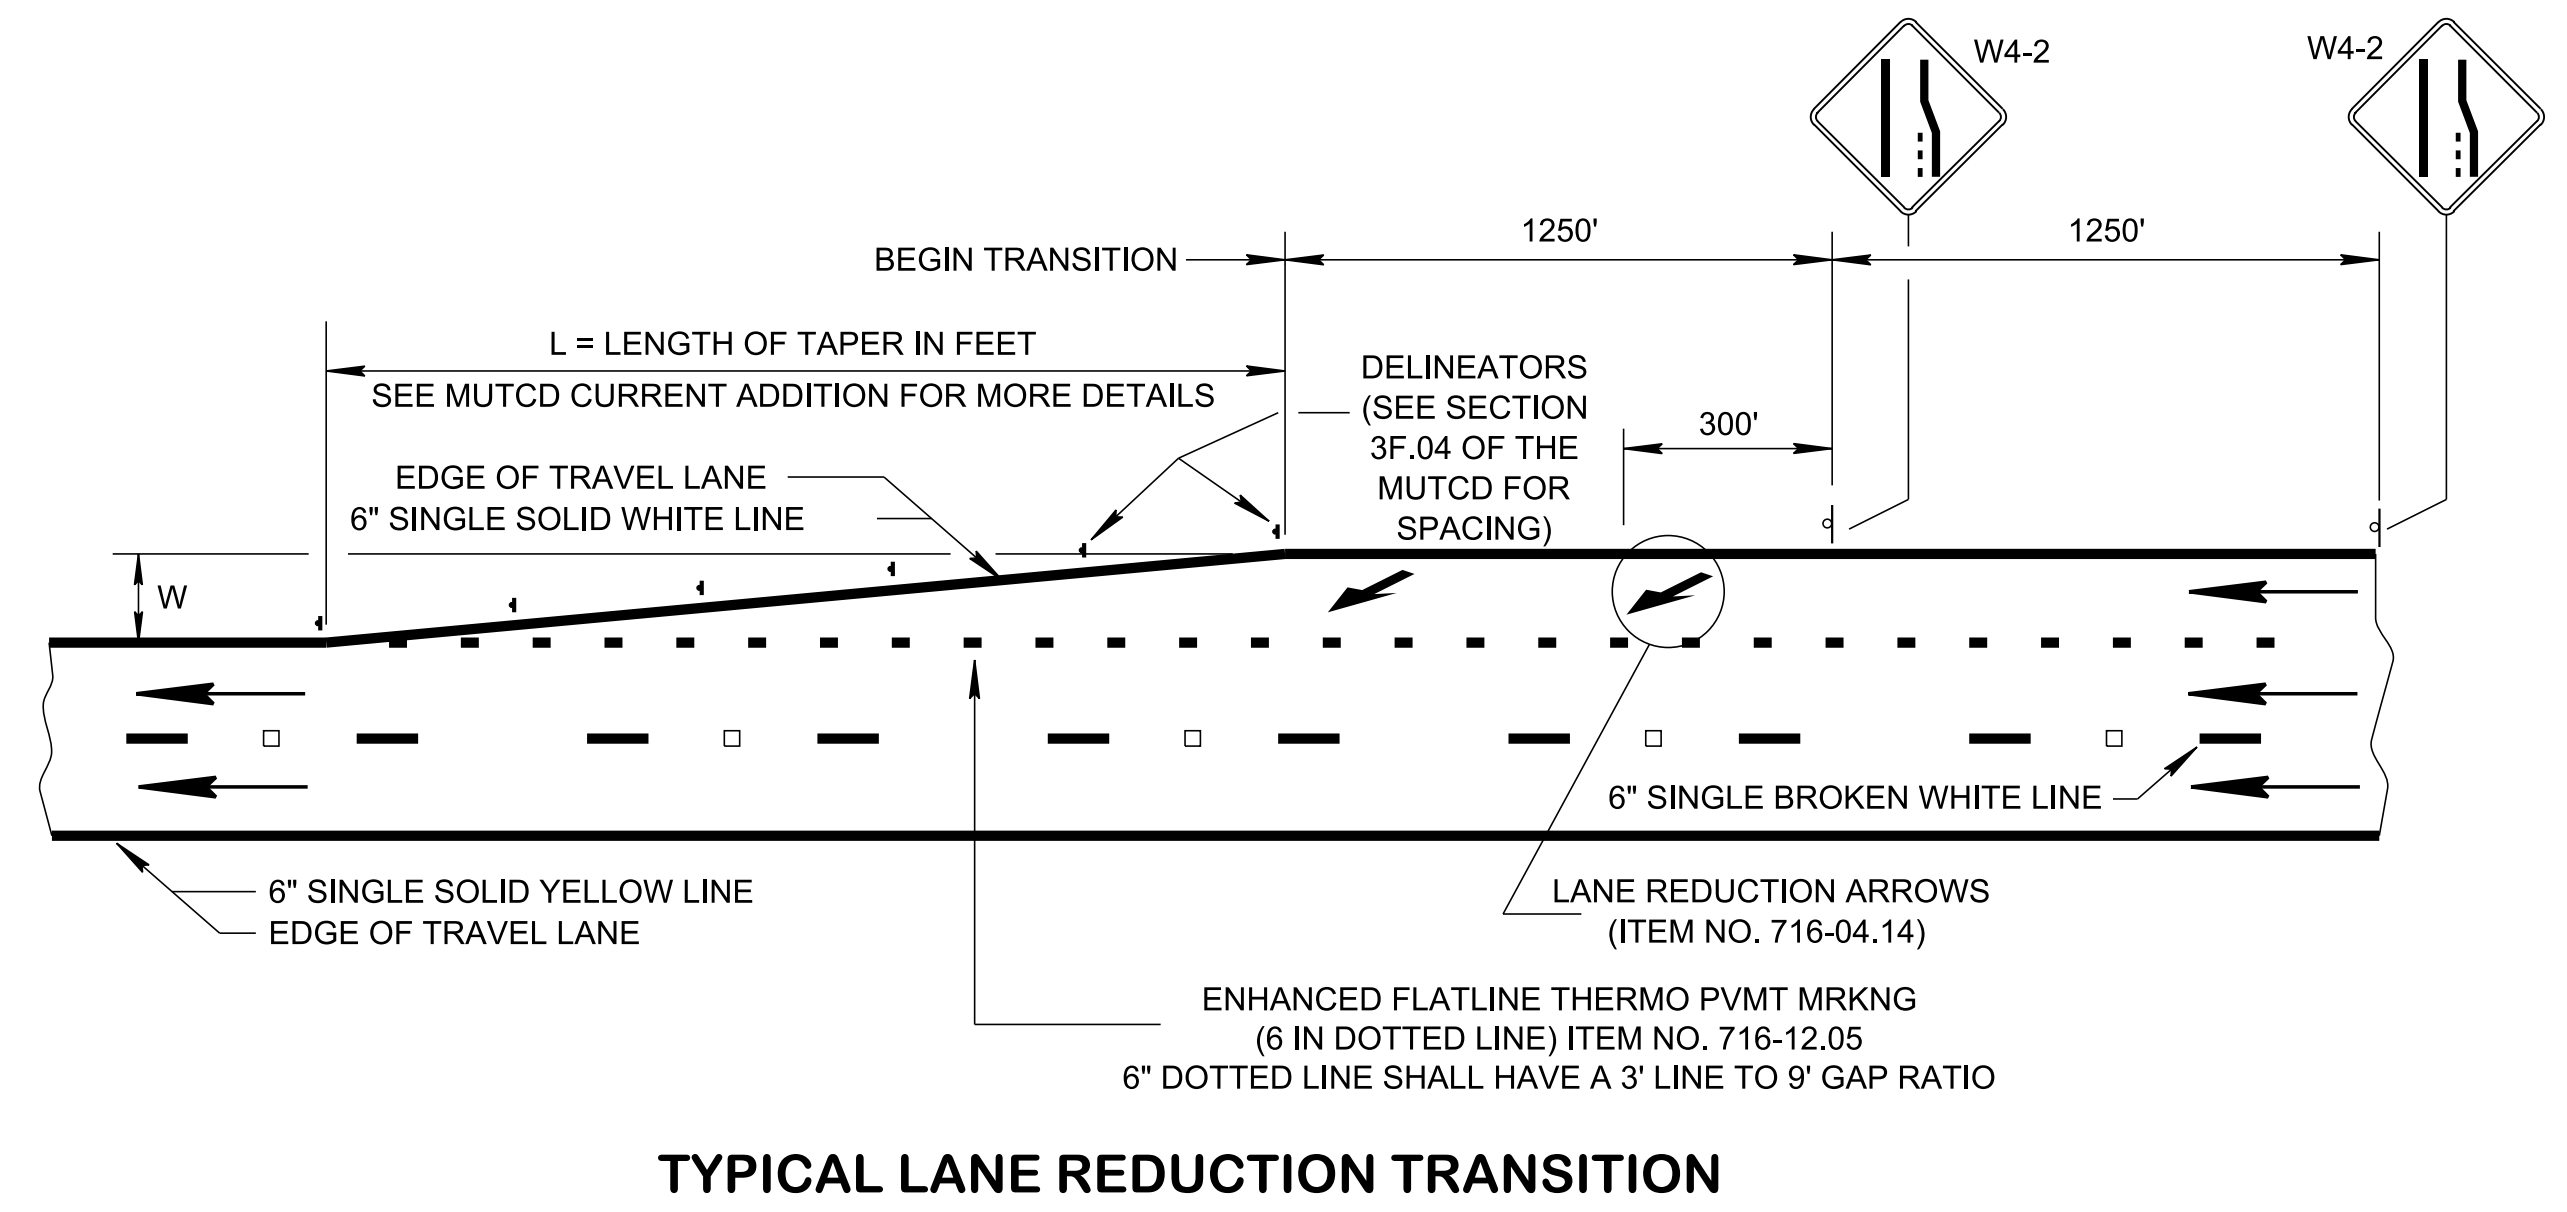 W4-2
W4-2
1250'
1250'
BEGIN TRANSITION
L = LENGTH OF TAPER IN FEET
SEE MUTCD CURRENT ADDITION FOR MORE DETAILS
DELINEATORS
(SEE SECTION
3F.04 OF THE
MUTCD FOR
SPACING)
300'
EDGE OF TRAVEL LANE
6" SINGLE SOLID WHITE LINE
W
6" SINGLE BROKEN WHITE LINE
6" SINGLE SOLID YELLOW LINE
EDGE OF TRAVEL LANE
LANE REDUCTION ARROWS
(ITEM NO. 716-04.14)
ENHANCED FLATLINE THERMO PVMT MRKNG
(6 IN DOTTED LINE) ITEM NO. 716-12.05
6" DOTTED LINE SHALL HAVE A 3' LINE TO 9' GAP RATIO
TYPICAL LANE REDUCTION TRANSITION